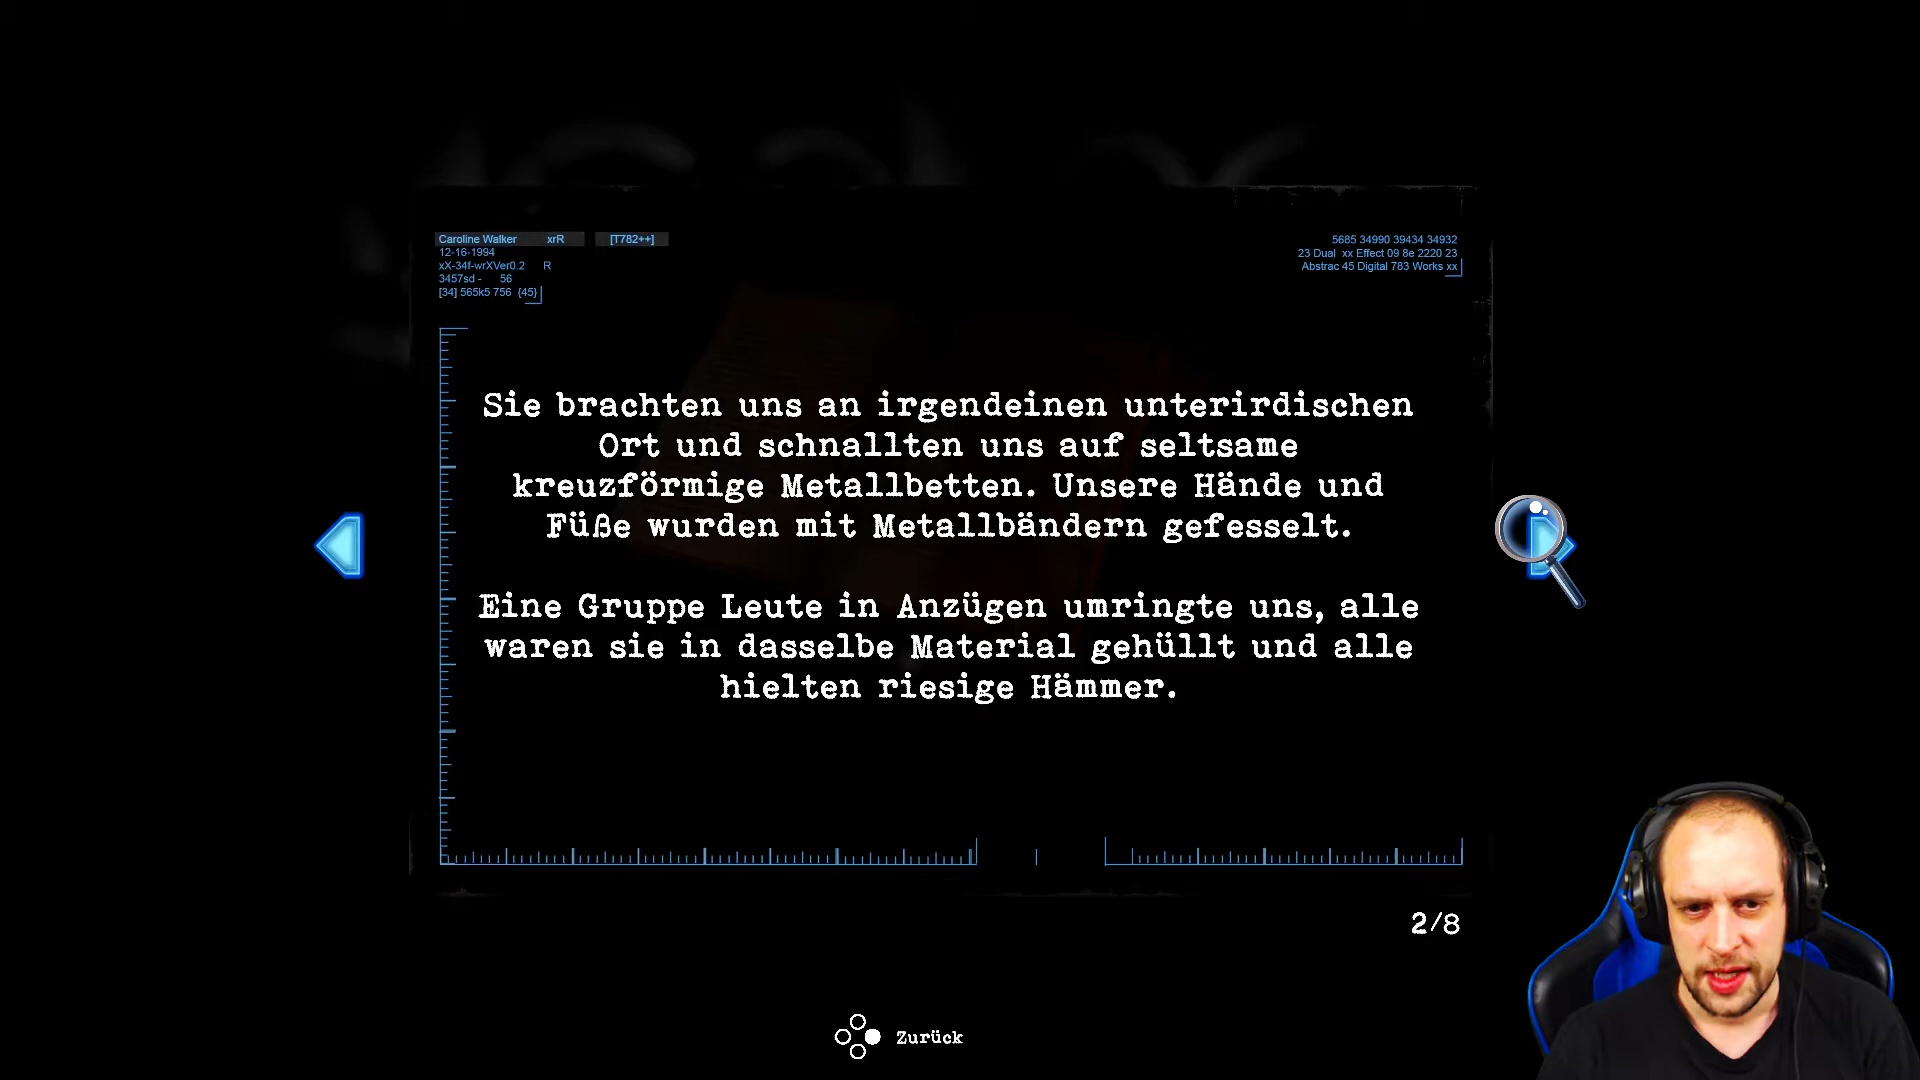 Caroline Walker xrR [T782++]
12-16-1994
xX-34f-wrXVer0.2 R
3457sd - 56
[34] 565k5 756 {45}
5685 34990 39434 34932
23 Dual xx Effect 09 8e 2220 23
Abstrac 45 Digital 783 Works xx
Sie brachten uns an irgendeinen unterirdischen
Ort und schnallten uns auf seltsame
kreuzförmige Metallbetten. Unsere Hände und
Füße wurden mit Metallbändern gefesselt.
Eine Gruppe Leute in Anzügen umringte uns, alle
waren sie in dasselbe Material gehüllt und alle
hielten riesige Hämmer.
2/8
Zurück